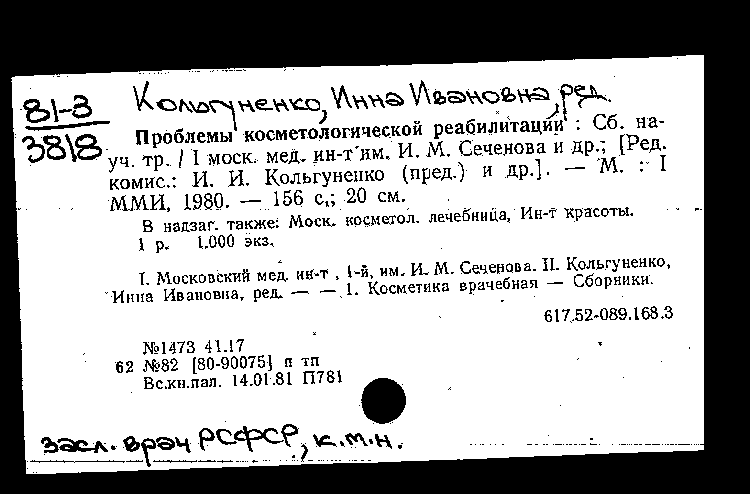 81-3
3818
Кольгуненко, Инна Ивановна, ред.
Проблемы косметологической реабилитации : Сб. на-
уч. тр. / I моск. мед. ин-т им. И. М. Сеченова и др.; [Ред.
комис.: И. И. Кольгуненко (пред.) и др.]. — М. : I
ММИ, 1980. — 156 с.; 20 см.
В надзаг. также: Моск. космет ол. лечебница, Ин-т красоты.
1 р. 1.000 экз.
I. Московский мед. ин-т , 1-й, им. И. М. Сеченова. II. Кольгуненко,
Инна Ивановна, ред. — — 1. Косметика врачебная — Сборники.
617.52-089.168.3
№1473 41.17
62 №82 [80-90075] п тп
Вс.кн.пал. 14.01.81 П781
засл. врач РСФСР, к.м.н.